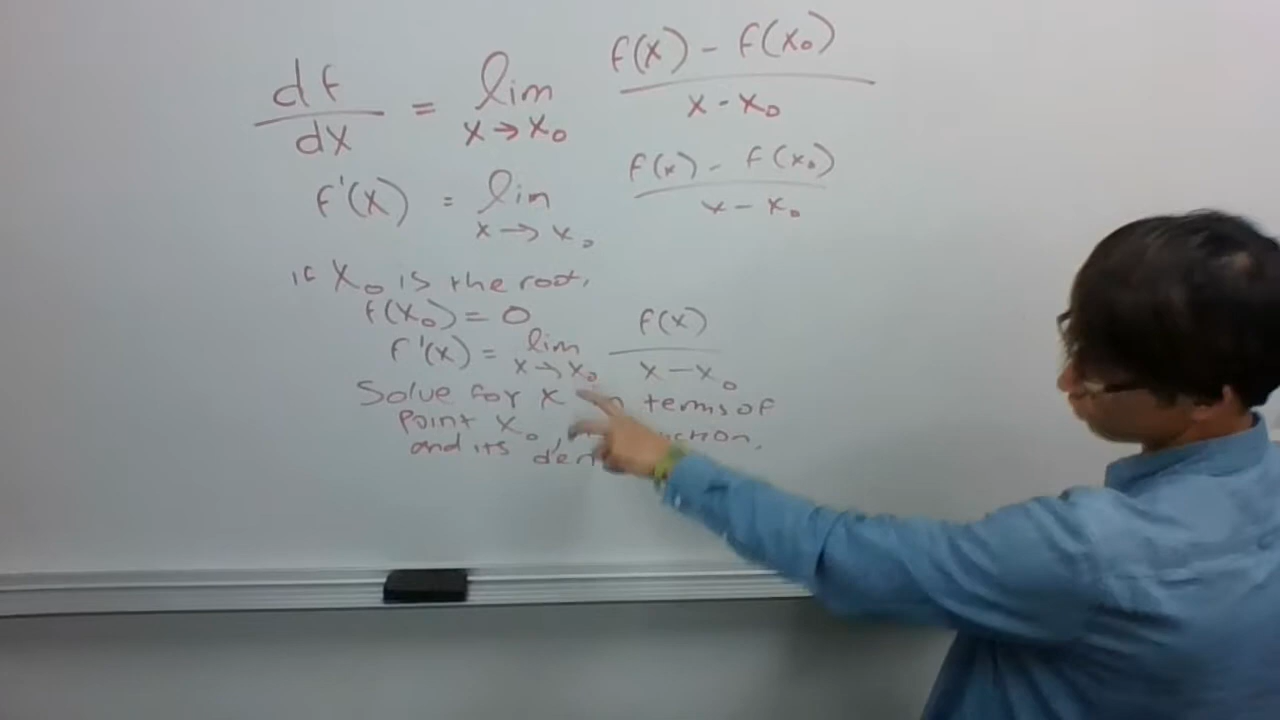 df/dx = lim x→x₀ f(x) - f(x₀) / x - x₀
f'(x) = lim x→x₀ f(x) - f(x₀) / x - x₀
if x₀ is the root,
f(x₀) = 0
f'(x) = lim x→x₀ f(x) / x - x₀
Solve for x terms of
point x₀,
and its